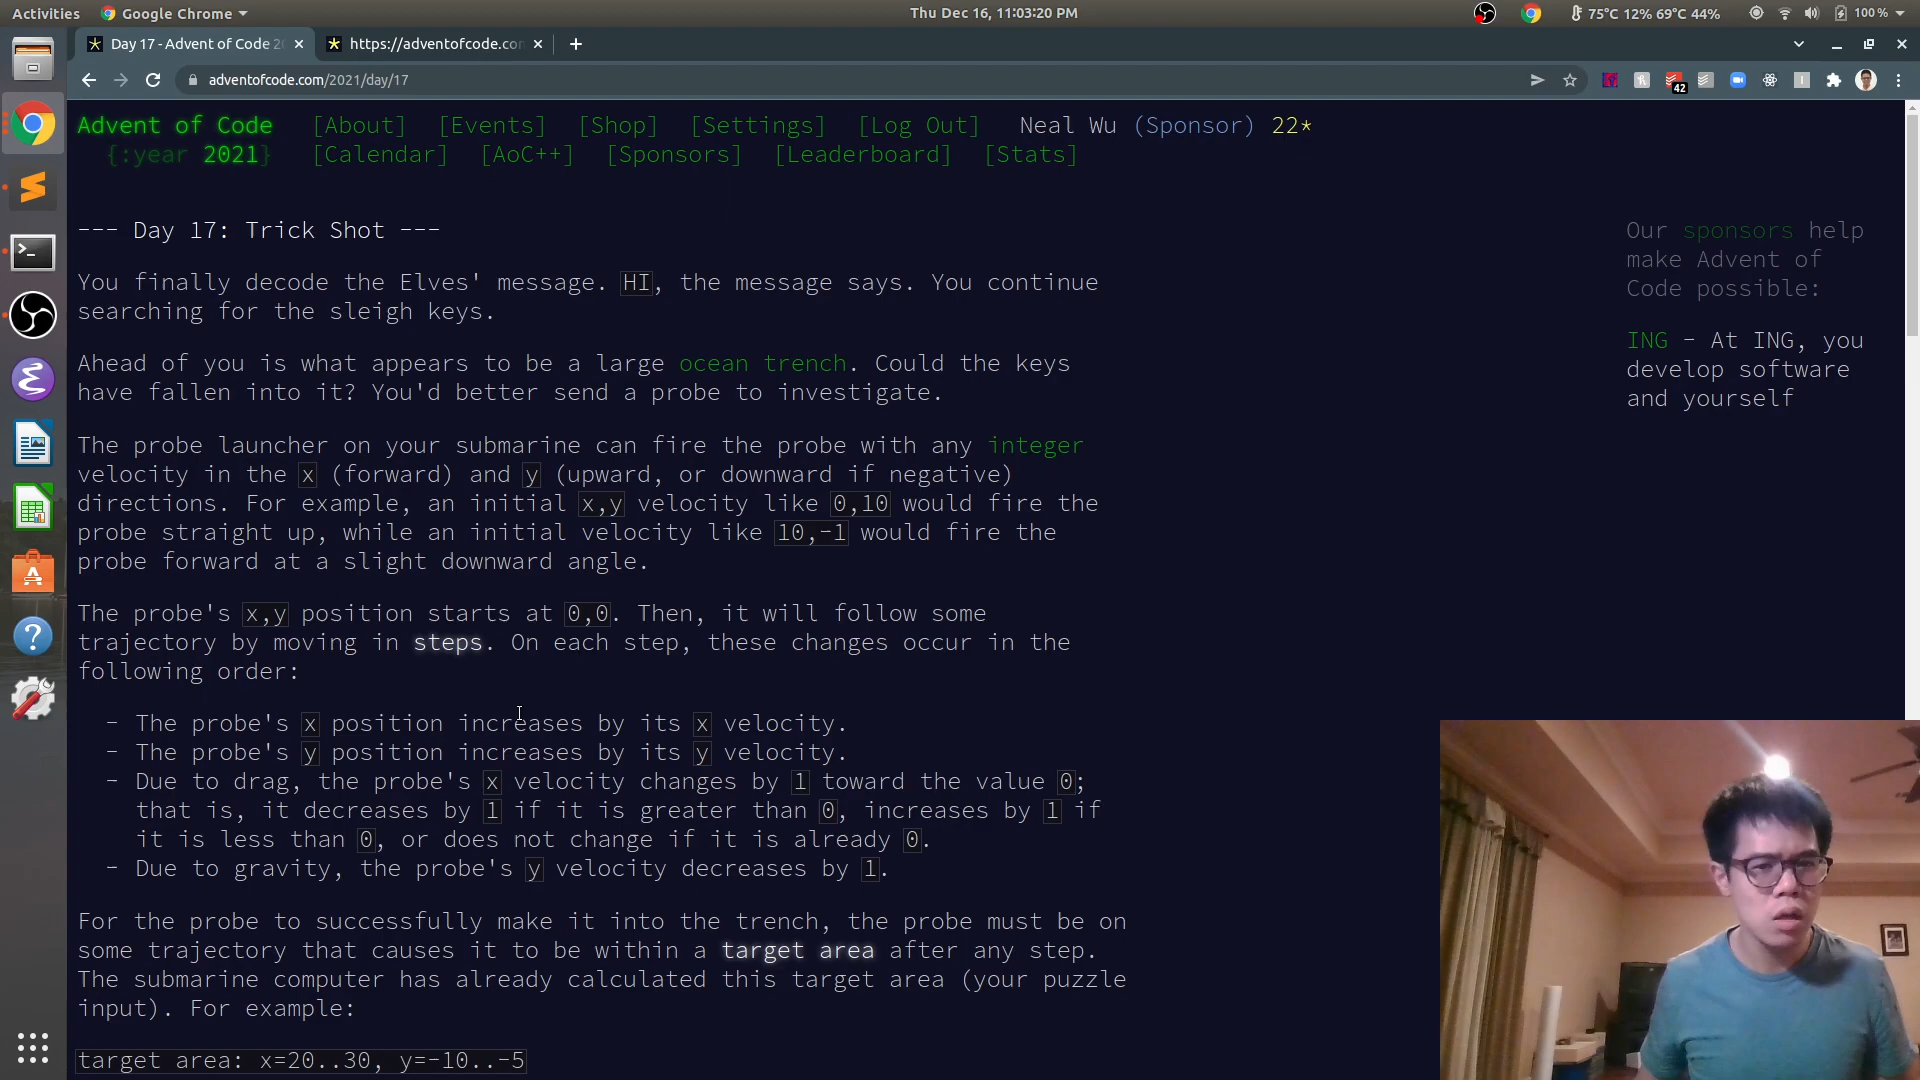 Activities
Google Chrome
Thu Dec 16, 11:03:20 PM
75°C 12% 69°C 44%
100 %
Day 17 - Advent of Code 20
https://adventofcode.com
adventofcode.com/2021/day/17
42
Advent of Code [About] [Events] [Shop] [Settings] [Log Out] Neal Wu (Sponsor) 22*
{:year 2021} [Calendar] [AoC++] [Sponsors] [Leaderboard] [Stats]
--- Day 17: Trick Shot ---
You finally decode the Elves' message. HI, the message says. You continue
searching for the sleigh keys.
Ahead of you is what appears to be a large ocean trench. Could the keys
have fallen into it? You'd better send a probe to investigate.
The probe launcher on your submarine can fire the probe with any integer
velocity in the x (forward) and y (upward, or downward if negative)
directions. For example, an initial x,y velocity like 0,10 would fire the
probe straight up, while an initial velocity like 10,-1 would fire the
probe forward at a slight downward angle.
The probe's x,y position starts at 0,0. Then, it will follow some
trajectory by moving in steps. On each step, these changes occur in the
following order:
- The probe's x position increases by its x velocity.
- The probe's y position increases by its y velocity.
- Due to drag, the probe's x velocity changes by 1 toward the value 0;
that is, it decreases by 1 if it is greater than 0, increases by 1 if
it is less than 0, or does not change if it is already 0.
- Due to gravity, the probe's y velocity decreases by 1.
For the probe to successfully make it into the trench, the probe must be on
some trajectory that causes it to be within a target area after any step.
The submarine computer has already calculated this target area (your puzzle
input). For example:
target area: x=20..30, y=-10..-5
Our sponsors help
make Advent of
Code possible:
ING - At ING, you
develop software
and yourself